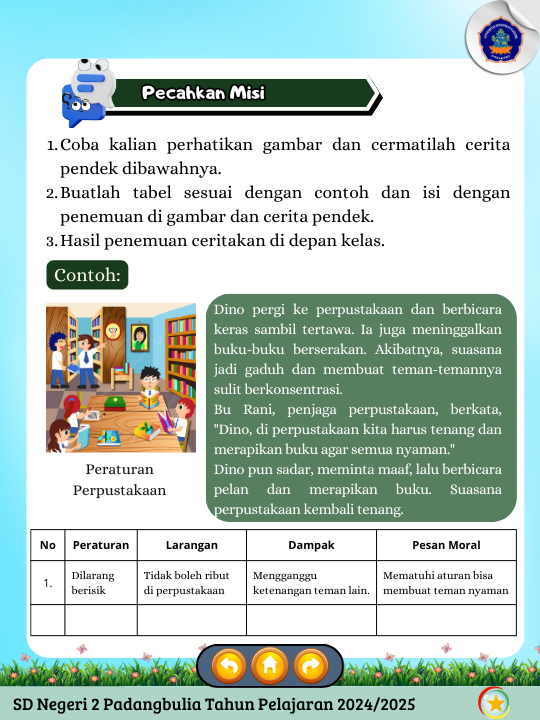 Pecahkan Misi
1. Coba kalian perhatikan gambar dan cermatilah cerita
pendek dibawahnya.
2. Buatlah tabel sesuai dengan contoh dan isi dengan
penemuan di gambar dan cerita pendek.
3. Hasil penemuan ceritakan di depan kelas.
Contoh:
Dino pergi ke perpustakaan dan berbicara
keras sambil tertawa. Ia juga meninggalkan
buku-buku berserakan. Akibatnya, suasana
jadi gaduh dan membuat teman-temannya
sulit berkonsentrasi.
Bu Rani, penjaga perpustakaan, berkata,
"Dino, di perpustakaan kita harus tenang dan
merapikan buku agar semua nyaman."
Dino pun sadar, meminta maaf, lalu berbicara
pelan dan merapikan buku. Suasana
perpustakaan kembali tenang.
Peraturan
Perpustakaan
No Peraturan Larangan Dampak Pesan Moral
1. Dilarang berisik Tidak boleh ribut di perpustakaan Mengganggu ketenangan teman lain. Mematuhi aturan bisa membuat teman nyaman
SD Negeri 2 Padangbulia Tahun Pelajaran 2024/2025